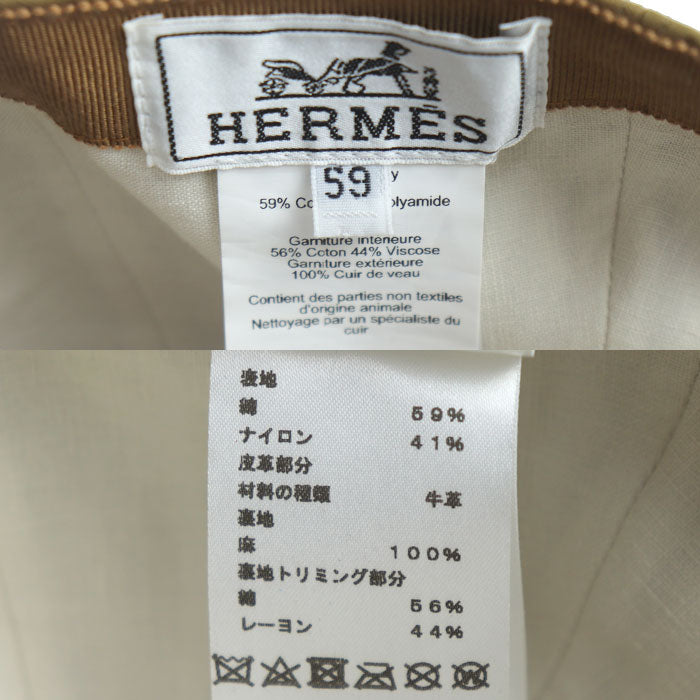 HERMÈS
59
y
59% Co olyamide
Garniture intérieure
56% Coton 44% Viscose
Garniture extérieure
100% Cuir de veau
Contient des parties non textiles
d'origine animale
Nettoyage par un spécialiste du
cuir
表地
綿 59%
ナイロン 41%
皮革部分
材料の種類 牛革
裏地
麻 100%
裏地トリミング部分
綿 56%
レーヨン 44%